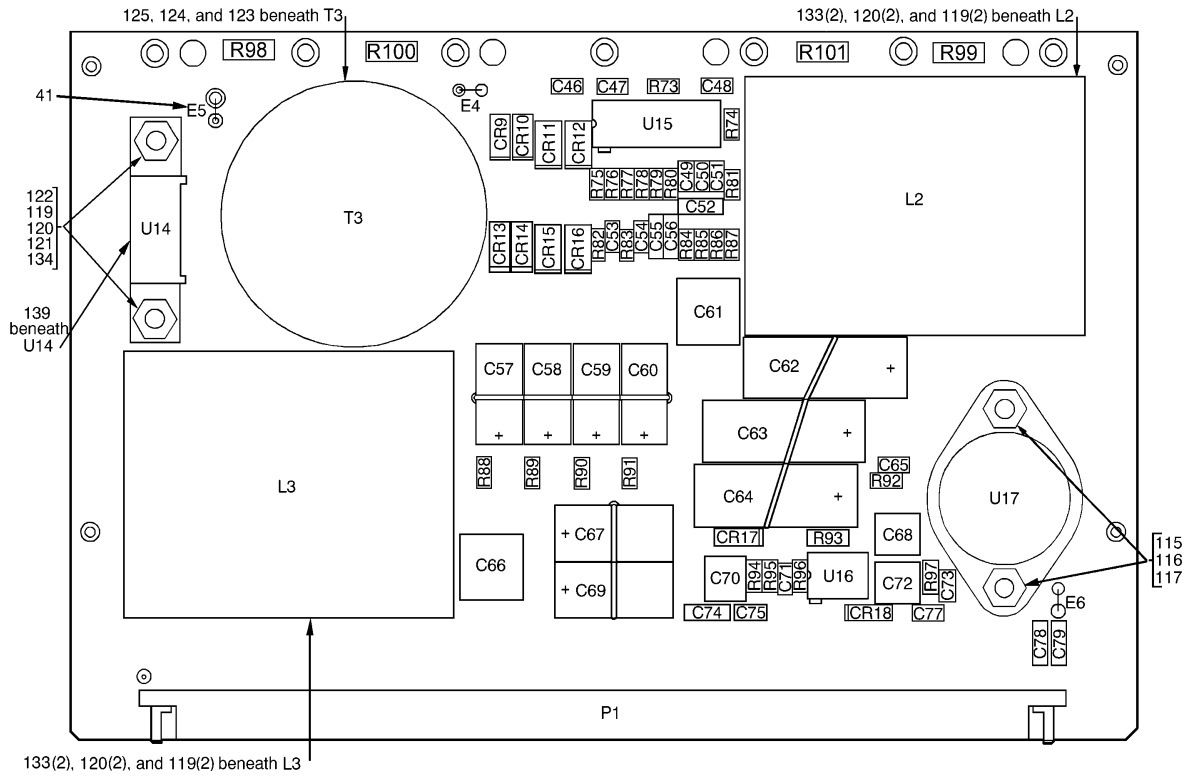 125, 124, and 123 beneath T3
133(2), 120(2), and 119(2) beneath L2
R98
R100
R101
R99
41
E5
E4
C46
C47
R73
C48
CR9
CR10
CR11
CR12
U15
R74
R75
R76
R77
R78
R79
R80
C49
C50
C51
R81
C52
122
119
120
121
134
U14
T3
L2
CR13
CR14
CR15
CR16
R82
C53
R83
C54
C55
C56
R84
R85
R86
R87
139
beneath
U14
C61
C57
C58
C59
C60
C62
+
+
+
+
+
C63
+
R88
R89
R90
R91
C65
R92
L3
C64
+
U17
+ C67
CR17
R93
C68
115
116
117
C66
+ C69
C70
R94
R95
C71
R96
U16
C72
R97
C73
C74
C75
CR18
C77
E6
C78
C79
P1
133(2), 120(2), and 119(2) beneath L3